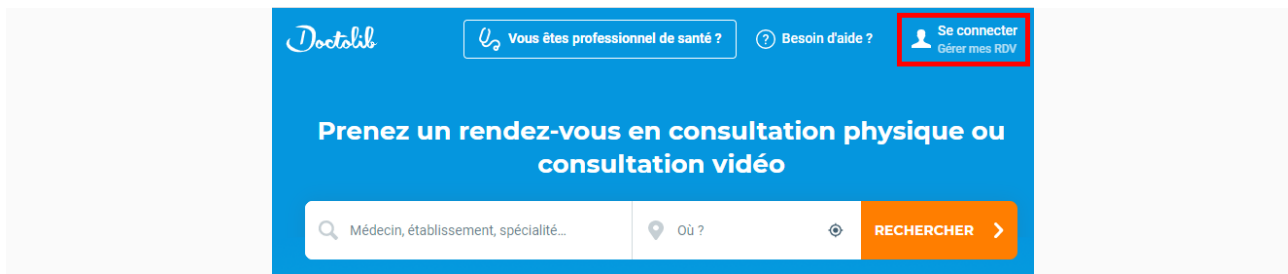 Doctolib
Vous êtes professionnel de santé ?
? Besoin d'aide ?
Se connecter
Gérer mes RDV
Prenez un rendez-vous en consultation physique ou
consultation vidéo
Médecin, établissement, spécialité...
Où ?
RECHERCHER